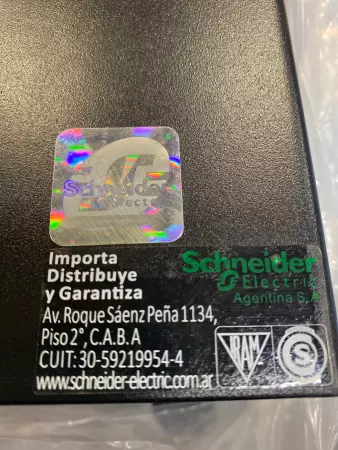 Schneider
Electric
Importa
Distribuye
y Garantiza
Schneider
Electric
Agentina S.A
Av. Roque Sáenz Peña 1134,
Piso 2°, C.A.B.A
CUIT: 30-59219954-4
www.schneider-electric.com.ar
IRAM
S